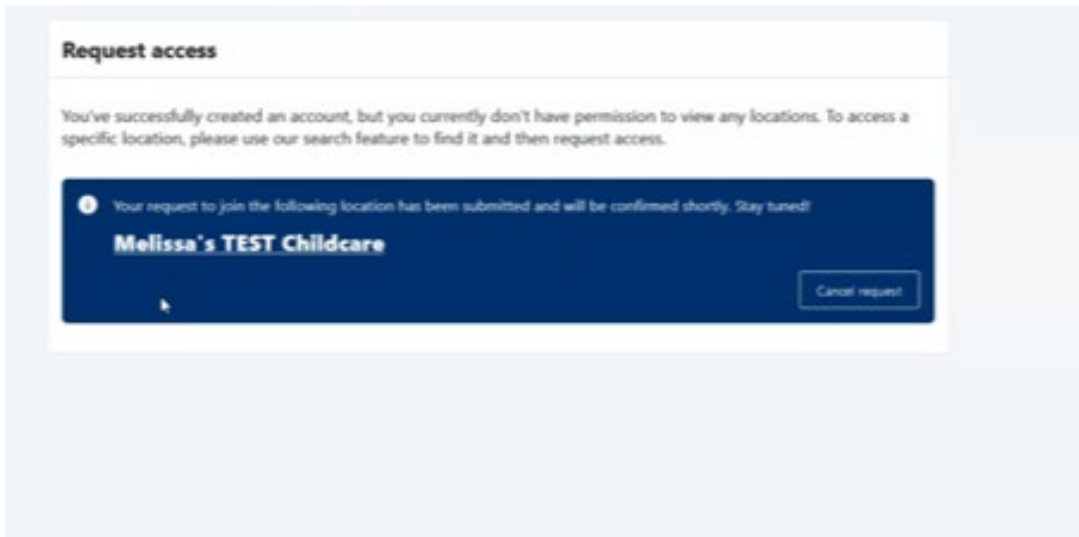 Request access
You've successfully created an account, but you currently don't have permission to view any locations. To access a
specific location, please use our search feature to find it and then request access.
Your request to join the following location has been submitted and will be confirmed shortly. Stay tuned!
Melissa's TEST Childcare
Cancel request